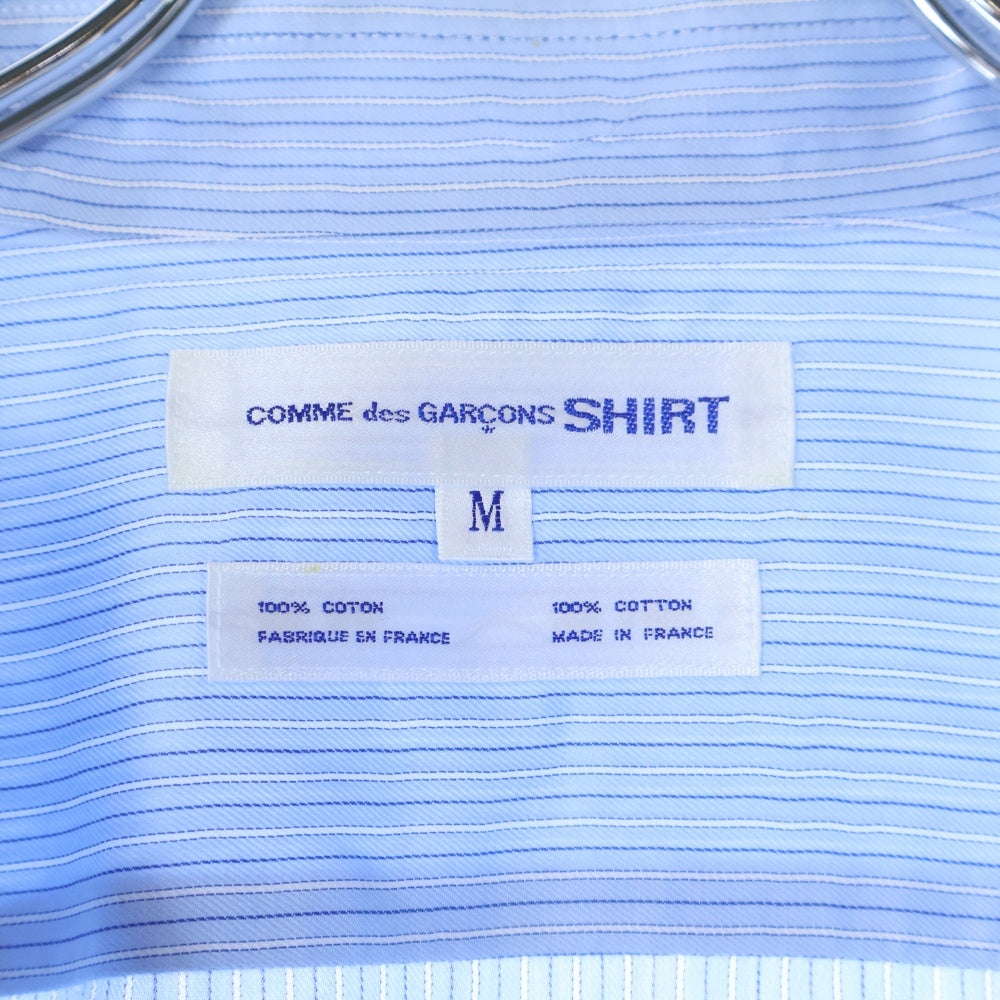 COMME des GARÇONS SHIRT
M
100% COTON
FABRIQUE EN FRANCE
100% COTTON
MADE IN FRANCE